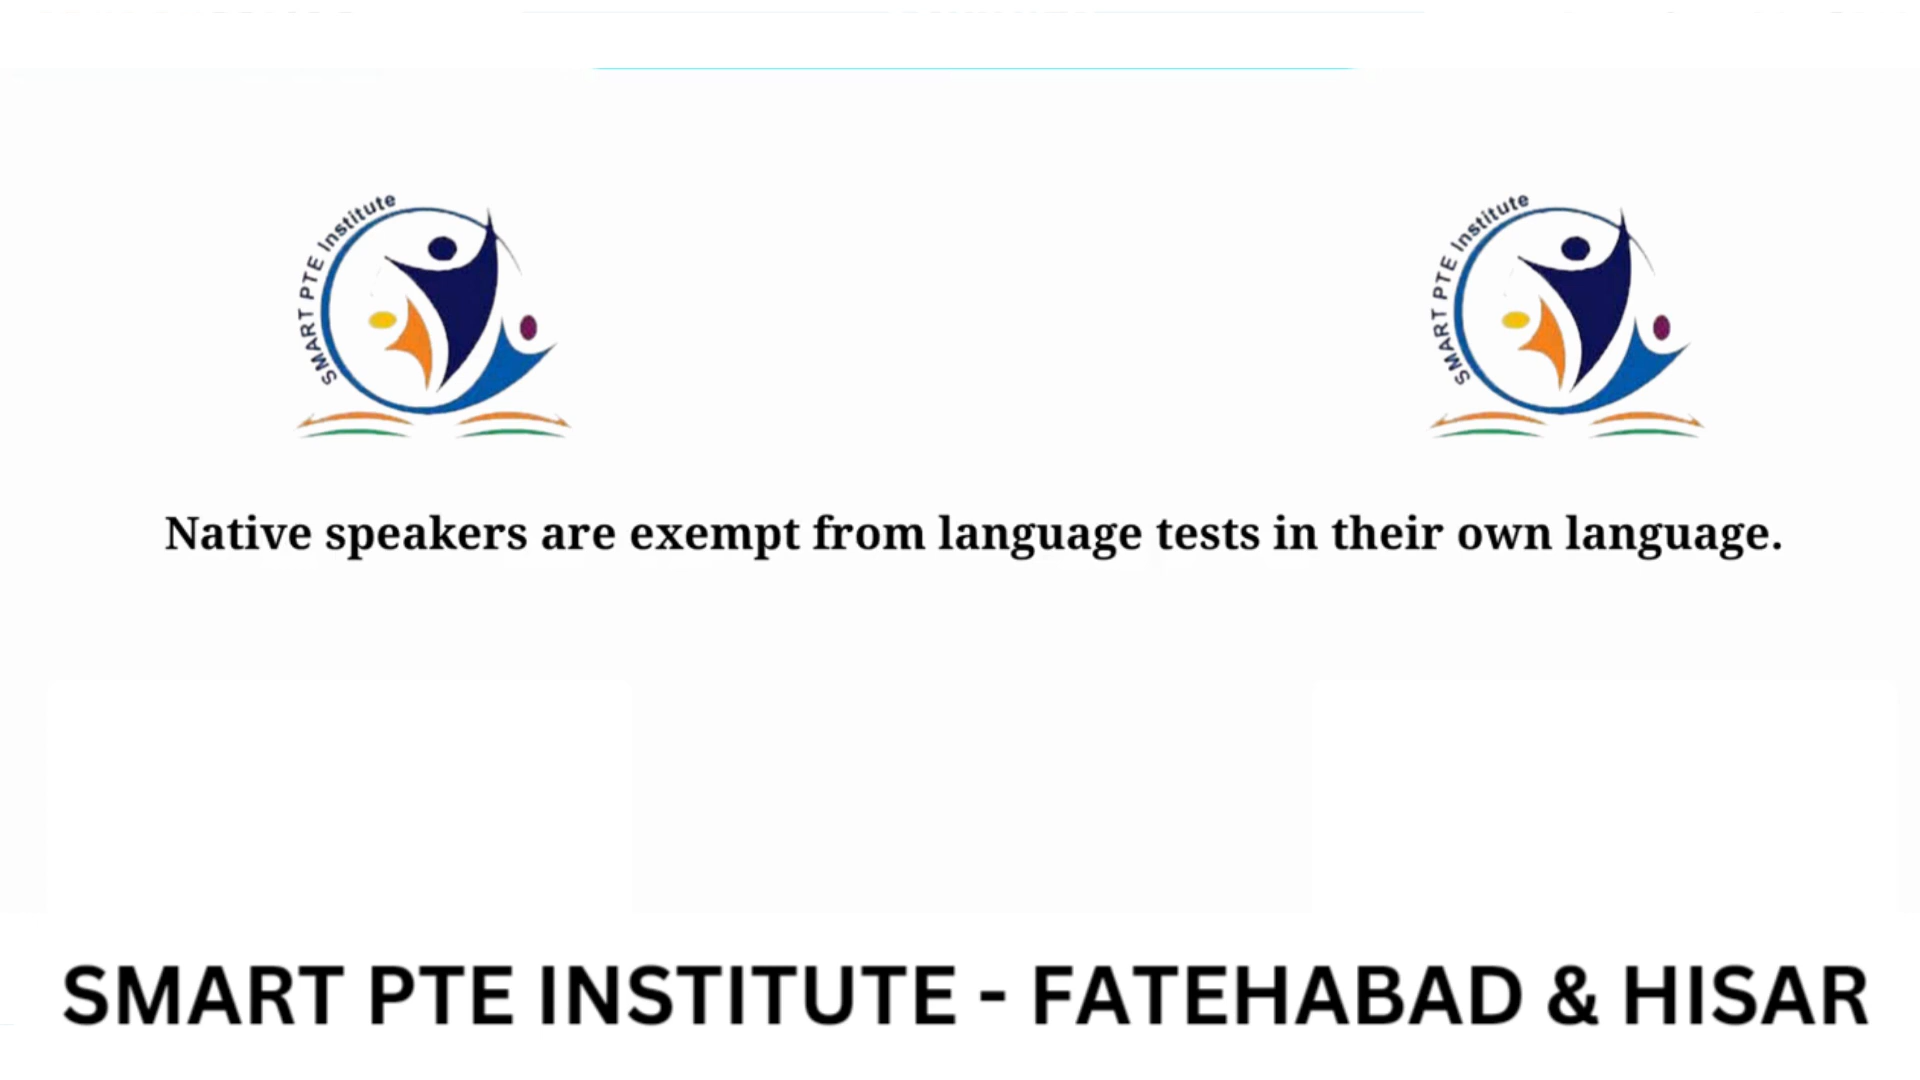 SMART PTE Institute
SMART PTE Institute
Native speakers are exempt from language tests in their own language.
SMART PTE INSTITUTE - FATEHABAD & HISAR